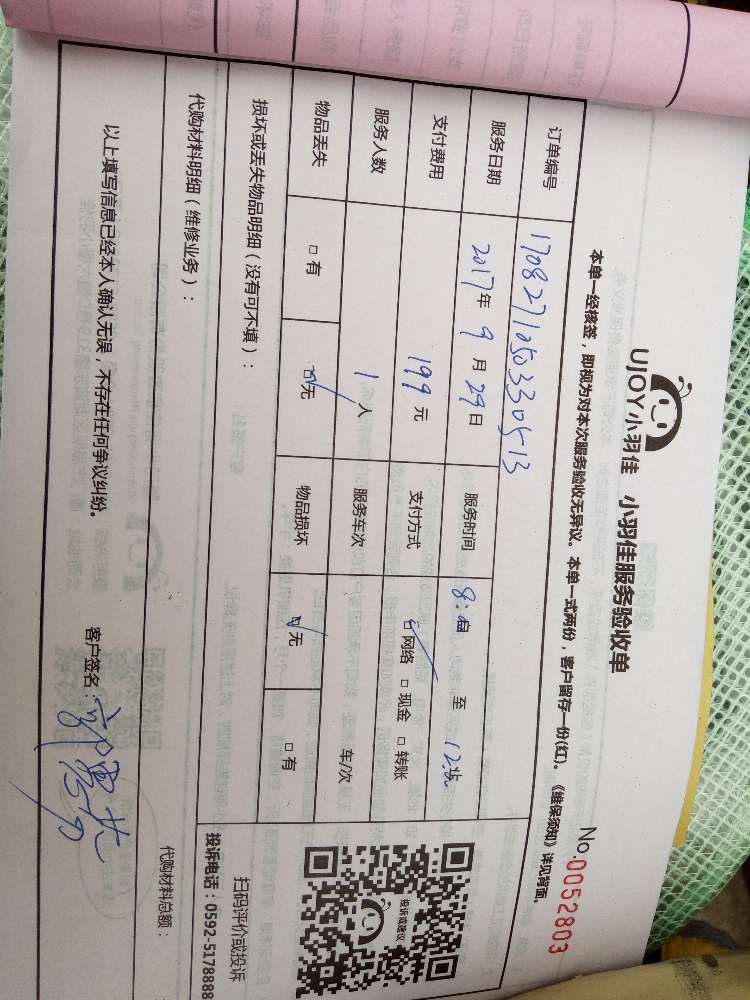 UJOY小羽佳 小羽佳服务验收单
No.0052803
本单一经核签,即视为对本次服务验收无异议。本单一式两份,客户留存一份(红)。《维保须知》详见背面。
订单编号 1708271050330513
服务日期 2017年 9 月 29日 服务时间 8:00 至 12:00
支付费用 199 元 支付方式 ☑网络 □现金 □转账
服务人数 1 人 服务车次 车/次
物品丢失 □有 ☑无 物品损坏 ☑无 □有
投诉或建议
扫码评价或投诉
投诉电话:0592-5178888
损坏或丢失物品明细(没有可不填):
代购材料明细(维修业务): 代购材料总额:
以上填写信息已经本人确认无误,不存在任何争议纠纷。 客户签名: